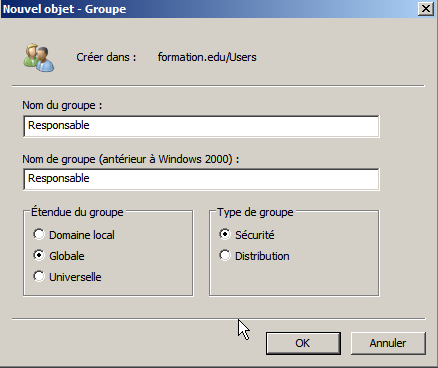 Nouvel objet - Groupe
Créer dans : formation.edu/Users
Nom du groupe :
Responsable
Nom de groupe (antérieur à Windows 2000) :
Responsable
Étendue du groupe
Domaine local
Globale
Universelle
Type de groupe
Sécurité
Distribution
OK Annuler